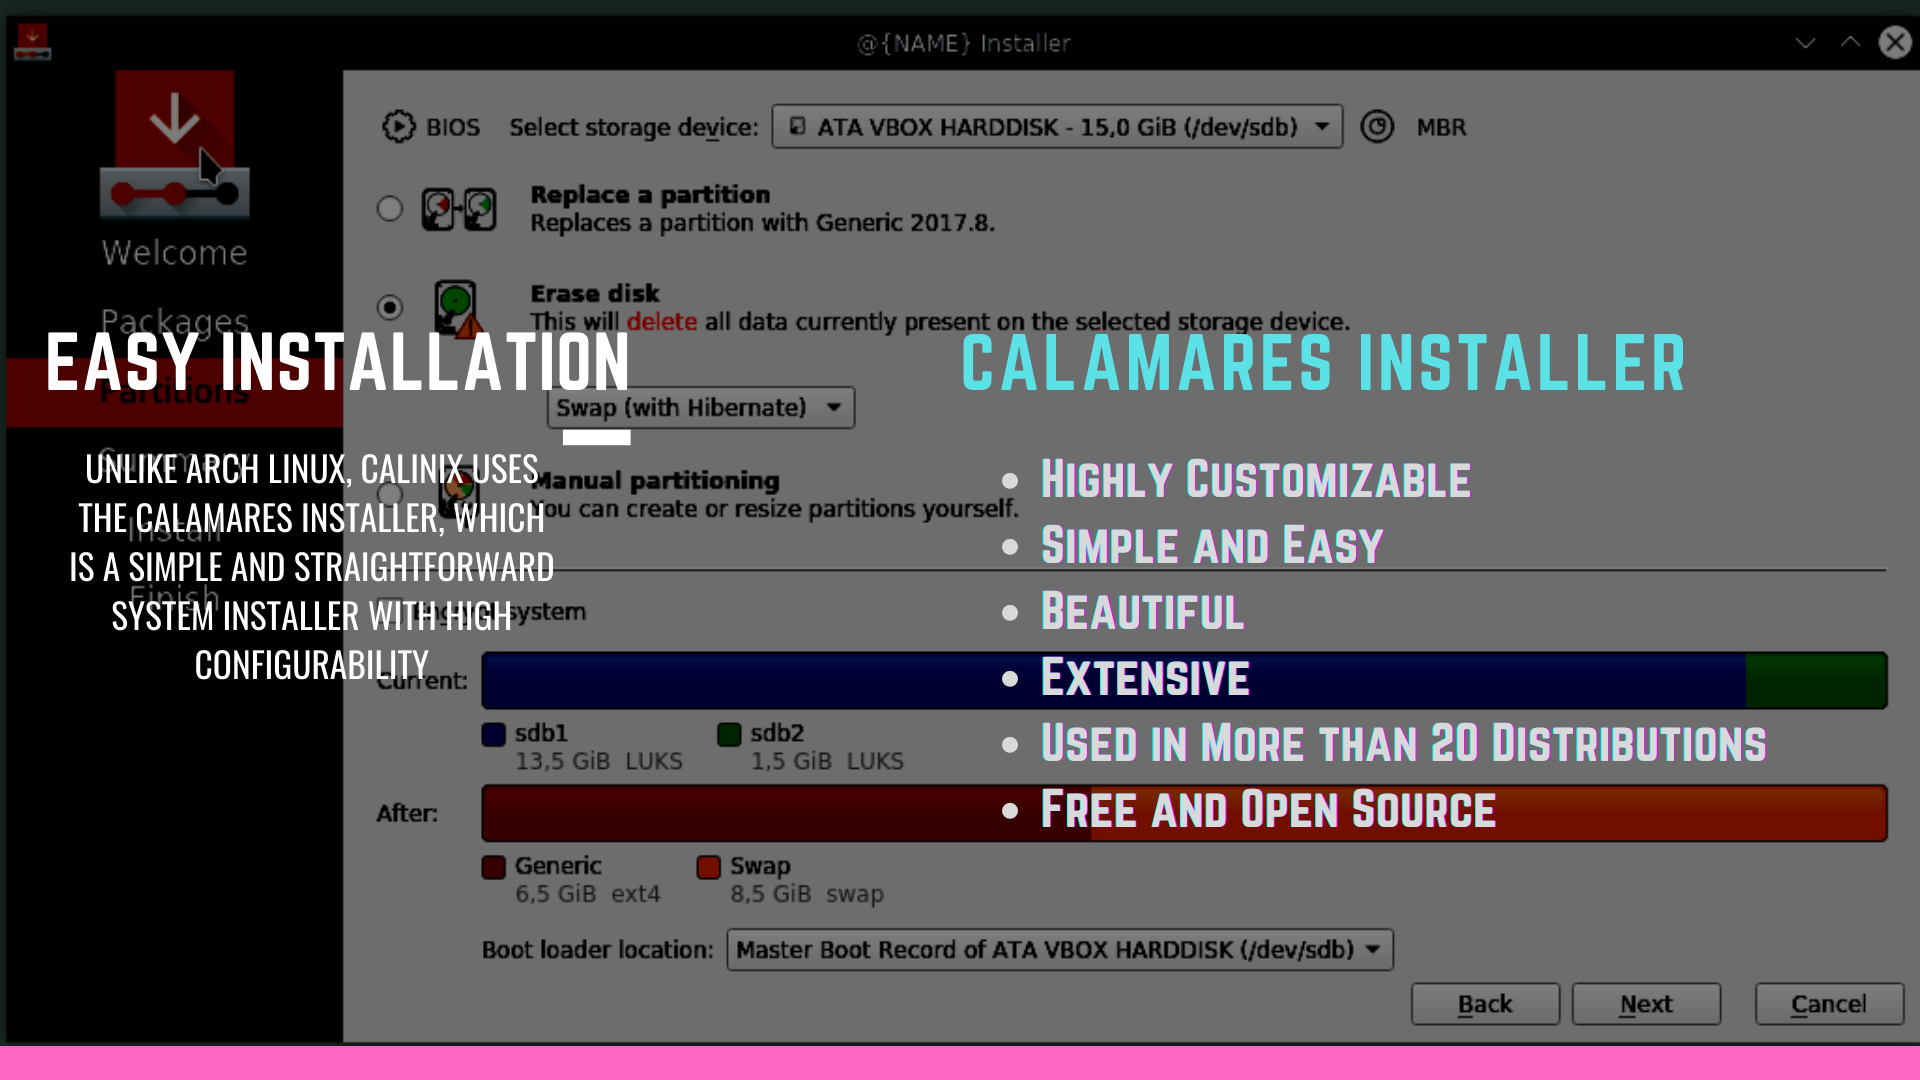 @{NAME} Installer
BIOS Select storage device: ATA VBOX HARDDISK - 15,0 GiB (/dev/sdb) MBR
Replace a partition
Replaces a partition with Generic 2017.8.
Welcome
Erase disk
This will delete all data currently present on the selected storage device.
Packages
EASY INSTALLATION
Partitions
Swap (with Hibernate)
Summary
Manual partitioning
You can create or resize partitions yourself.
Install
Finish
UNLIKE ARCH LINUX, CALINIX USES
THE CALAMARES INSTALLER, WHICH
IS A SIMPLE AND STRAIGHTFORWARD
SYSTEM INSTALLER WITH HIGH
CONFIGURABILITY
CALAMARES INSTALLER
Highly Customizable
Simple and Easy
Beautiful
Extensive
Used in More than 20 Distributions
Free and Open Source
Encrypt system
Current:
sdb1 sdb2
13,5 GiB LUKS 1,5 GiB LUKS
After:
Generic Swap
6,5 GiB ext4 8,5 GiB swap
Boot loader location: Master Boot Record of ATA VBOX HARDDISK (/dev/sdb)
Back Next Cancel